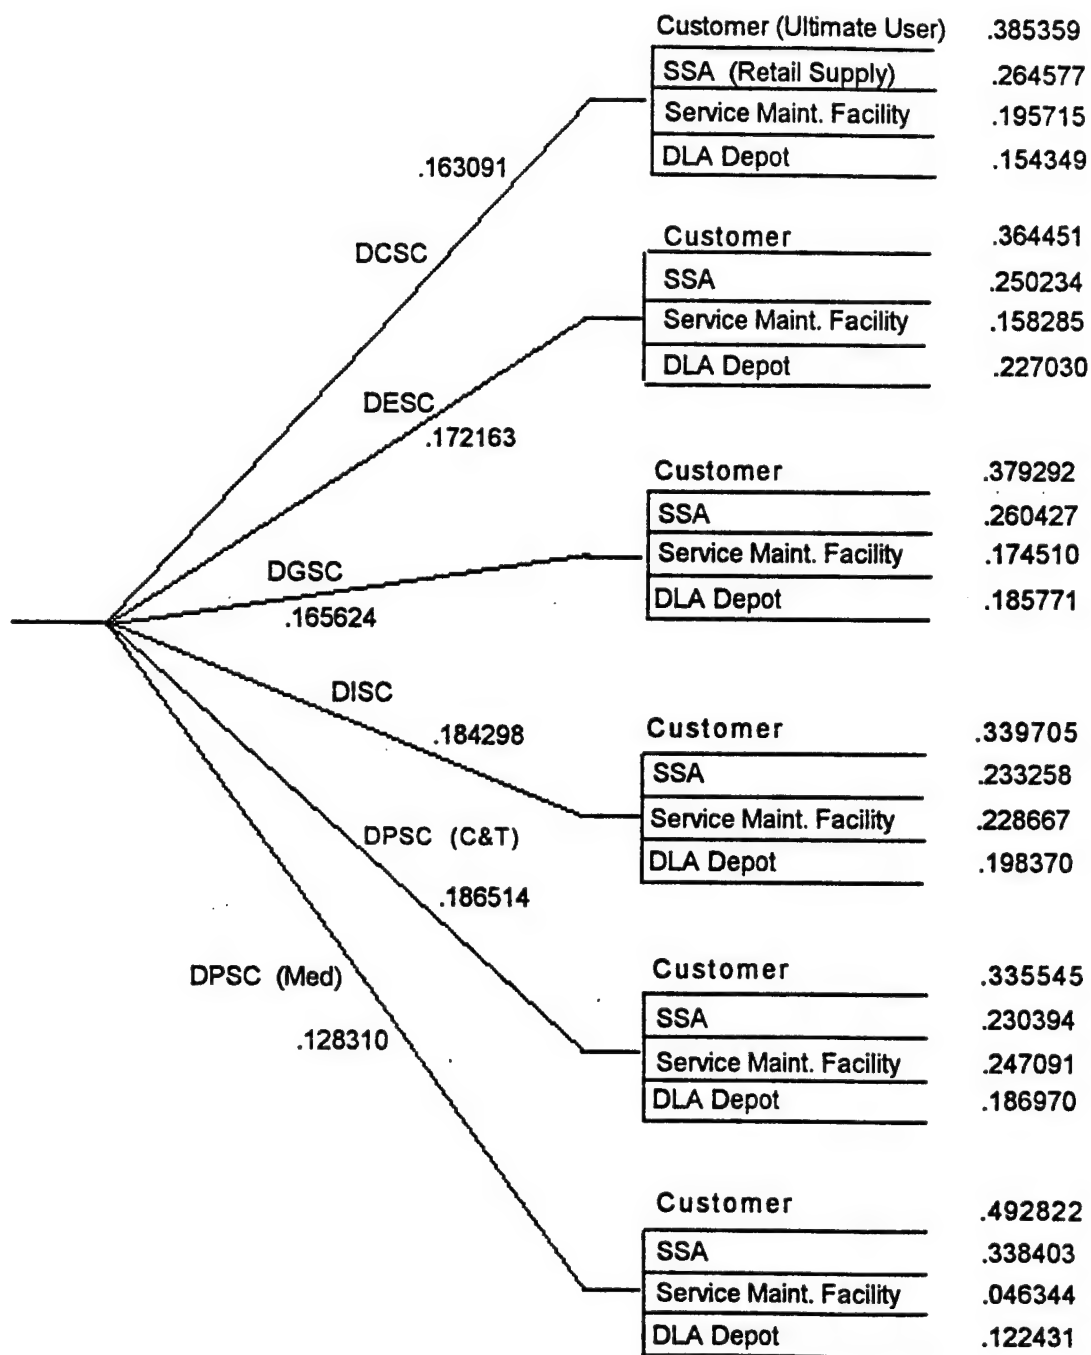 Customer (Ultimate User) .385359
SSA (Retail Supply) .264577
Service Maint. Facility .195715
DLA Depot .154349
.163091
DCSC
Customer .364451
SSA .250234
Service Maint. Facility .158285
DLA Depot .227030
DESC
.172163
Customer .379292
SSA .260427
Service Maint. Facility .174510
DLA Depot .185771
DGSC
.165624
DISC
.184298
Customer .339705
SSA .233258
Service Maint. Facility .228667
DLA Depot .198370
DPSC (C&T)
.186514
DPSC (Med)
.128310
Customer .335545
SSA .230394
Service Maint. Facility .247091
DLA Depot .186970
Customer .492822
SSA .338403
Service Maint. Facility .046344
DLA Depot .122431